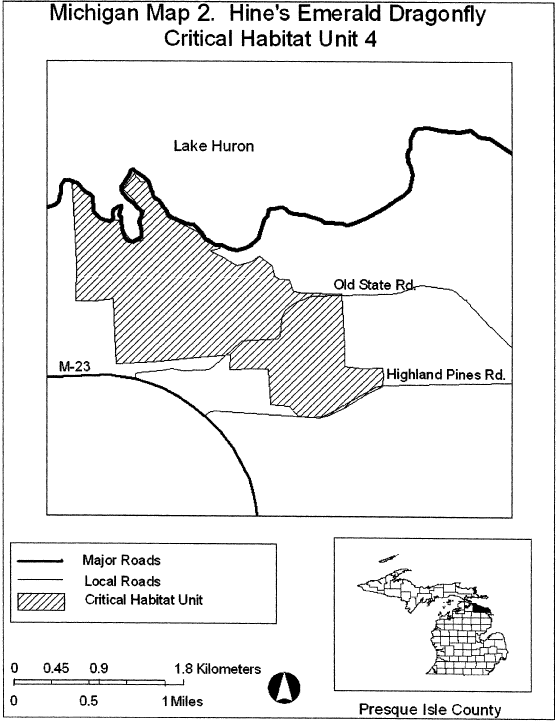 Michigan Map 2. Hine's Emerald Dragonfly
Critical Habitat Unit 4
Lake Huron
Old State Rd.
M-23
Highland Pines Rd.
Major Roads
Local Roads
Critical Habitat Unit
0 0.45 0.9 1.8 Kilometers
0 0.5 1 Miles
Presque Isle County